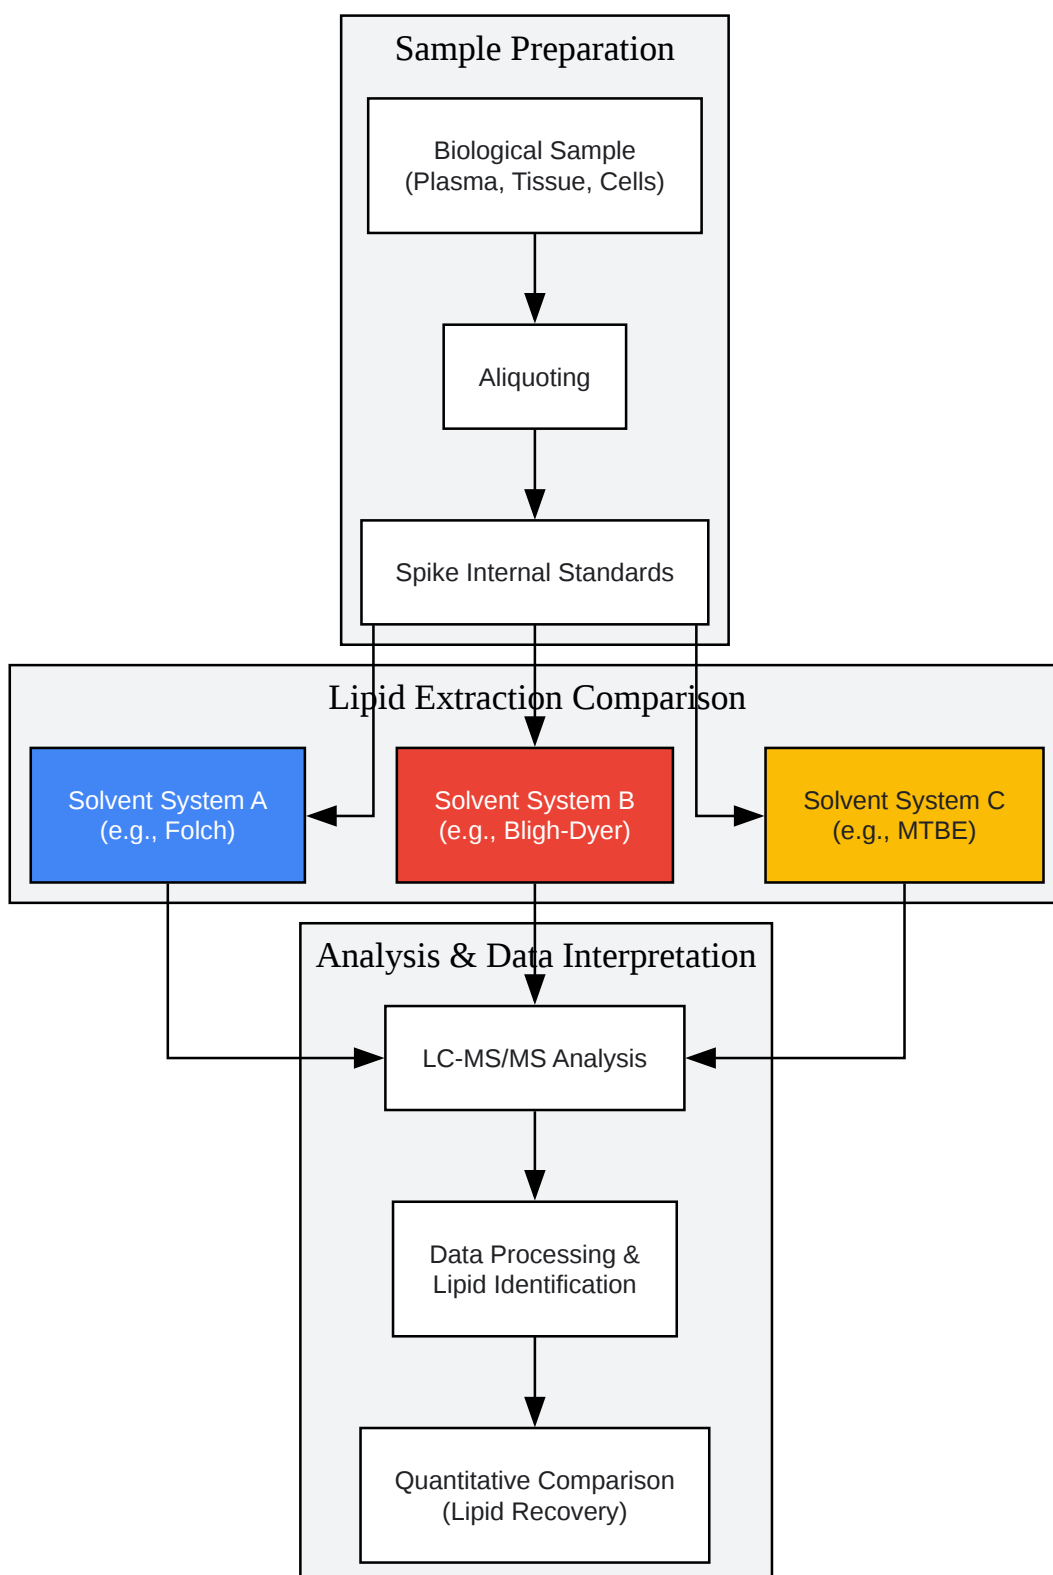 Sample Preparation
Biological Sample
(Plasma, Tissue, Cells)
Aliquoting
Spike Internal Standards
Lipid Extraction Comparison
Solvent System A
(e.g., Folch)
Solvent System B
(e.g., Bligh-Dyer)
Solvent System C
(e.g., MTBE)
Analysis & Data Interpretation
LC-MS/MS Analysis
Data Processing &
Lipid Identification
Quantitative Comparison
(Lipid Recovery)